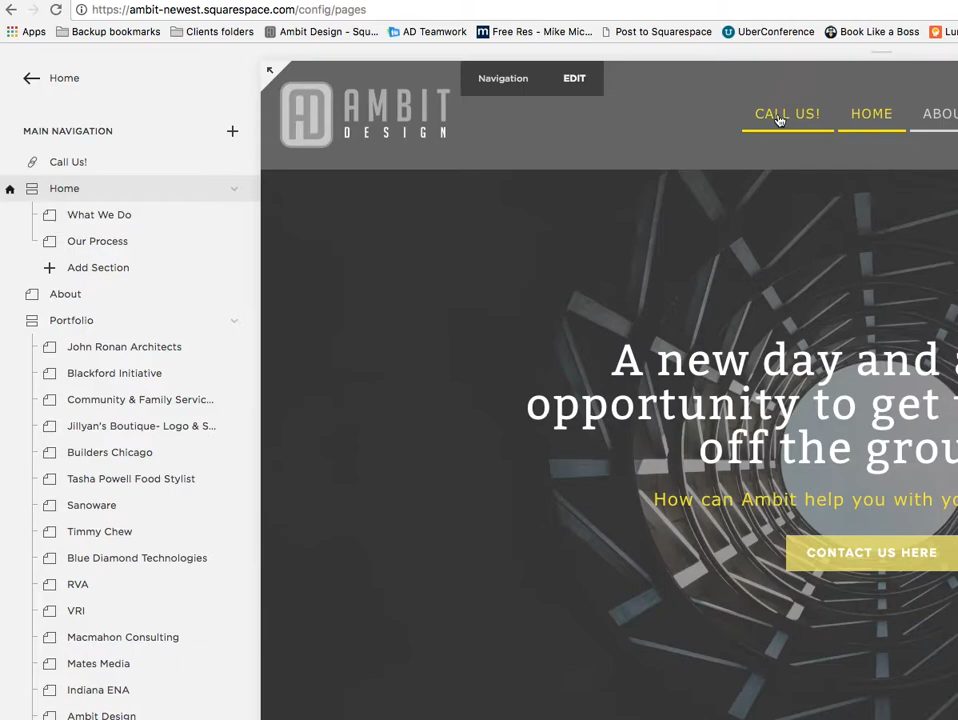 https://ambit-newest.squarespace.com/config/pages
Apps
Backup bookmarks
Clients folders
Ambit Design - Squ...
AD Teamwork
Free Res - Mike Mic...
Post to Squarespace
UberConference
Book Like a Boss
Lun
Home
Navigation
EDIT
AD
AMBIT
DESIGN
CALL US!
HOME
ABOU
MAIN NAVIGATION
Call Us!
Home
What We Do
Our Process
Add Section
About
Portfolio
John Ronan Architects
Blackford Initiative
Community & Family Servic...
Jillyan's Boutique- Logo & S...
Builders Chicago
Tasha Powell Food Stylist
Sanoware
Timmy Chew
Blue Diamond Technologies
RVA
VRI
Macmahon Consulting
Mates Media
Indiana ENA
Ambit Design
A new day and a
opportunity to get
off the grou
How can Ambit help you with yo
CONTACT US HERE